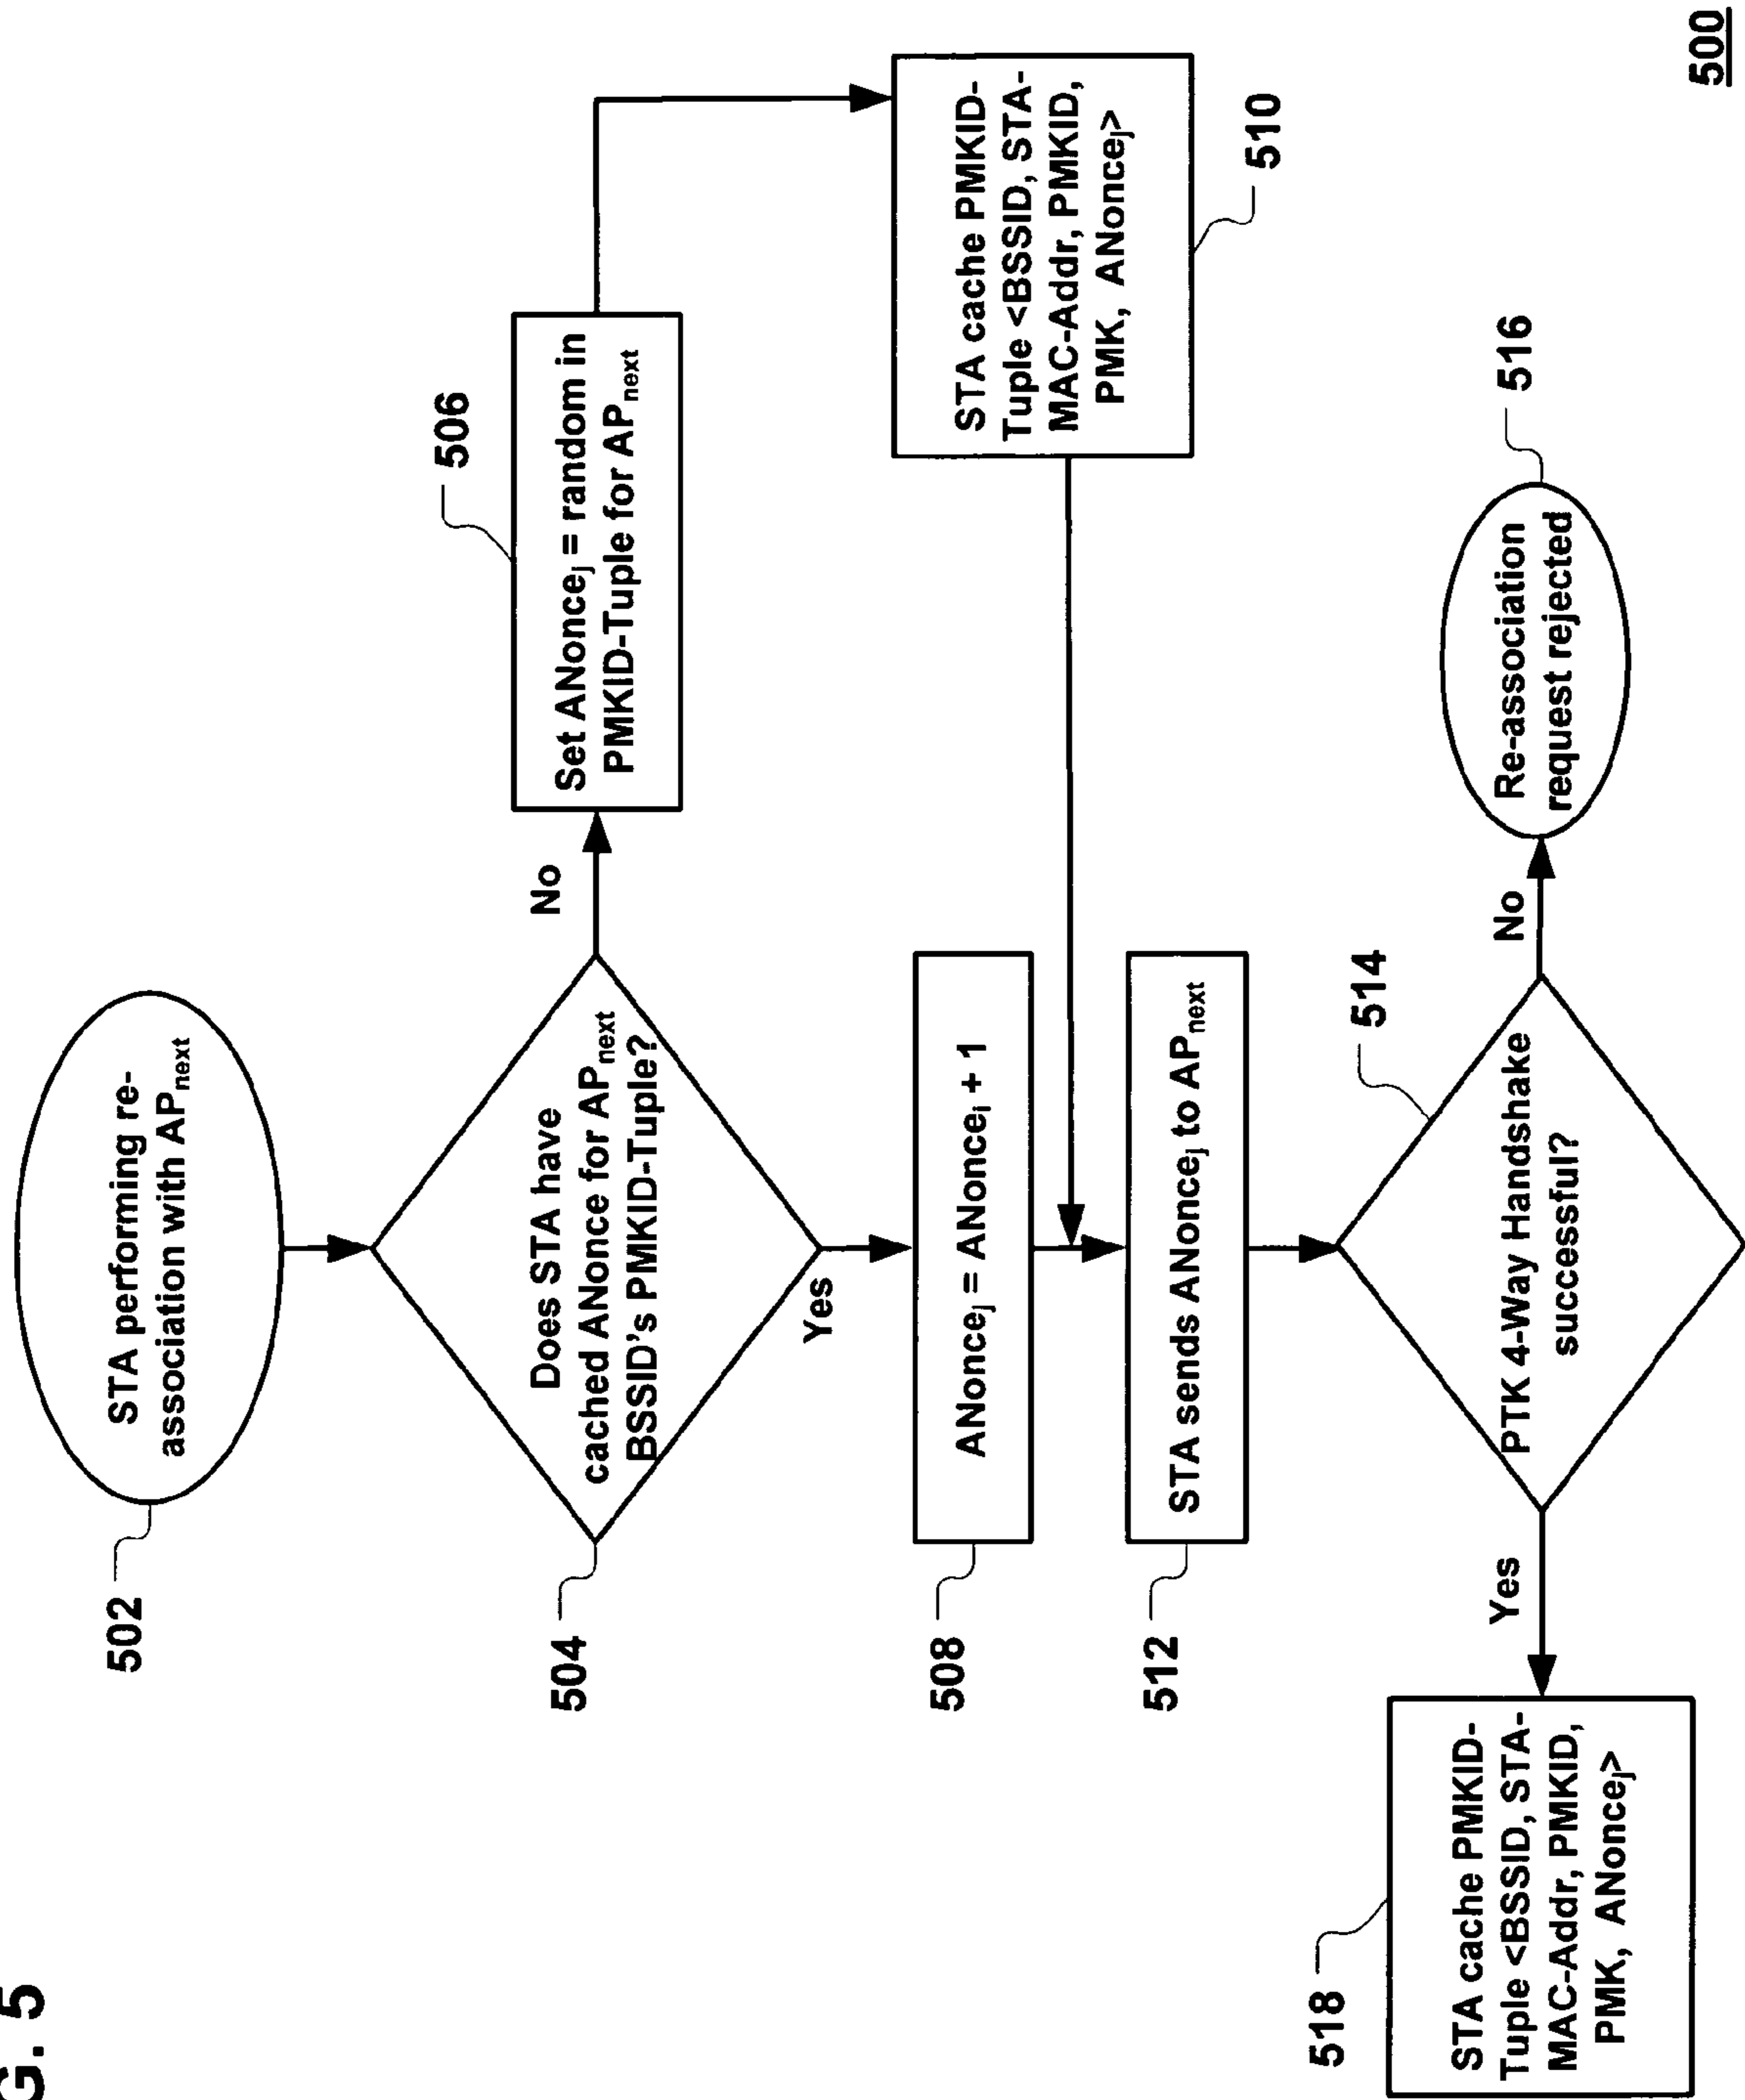 502
STA performing re-
association with APnext
504
Does STA have
cached ANonce for APnext
BSSID's PMKID-Tuple?
No
506
Set ANoncej = random in
PMKID-Tuple for APnext
Yes
508
ANoncej = ANoncei + 1
STA cache PMKID-
Tuple <BSSID, STA-
MAC-Addr, PMKID,
PMK, ANoncej>
510
512
STA sends ANoncej to APnext
514
PTK 4-Way Handshake
successful?
No
Re-association
request rejected
516
Yes
518
STA cache PMKID-
Tuple <BSSID, STA-
MAC-Addr, PMKID,
PMK, ANoncej>
500
G. 5